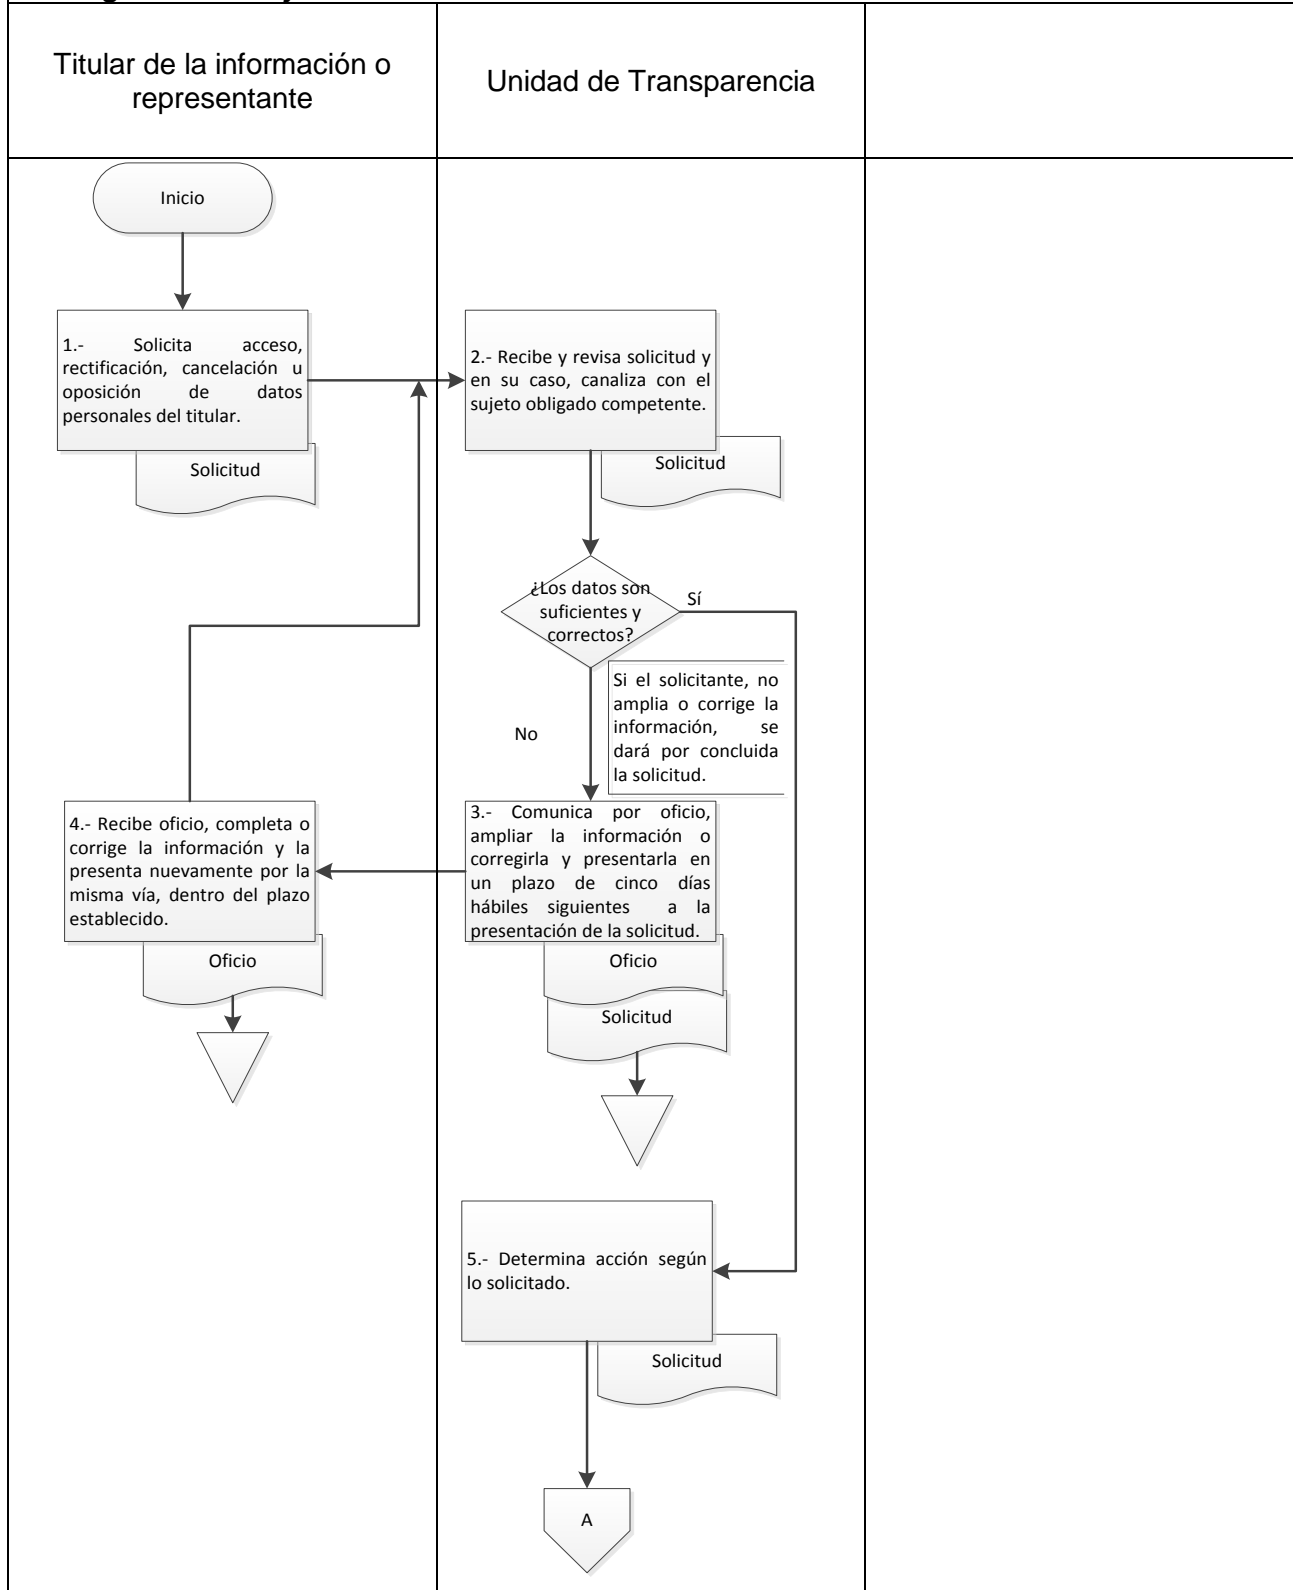 Titular de la información o
representante
Unidad de Transparencia
Inicio
1.- Solicita acceso,
rectificación, cancelación u
oposición de datos
personales del titular.
Solicitud
2.- Recibe y revisa solicitud y
en su caso, canaliza con el
sujeto obligado competente.
Solicitud
¿Los datos son
suficientes y
correctos?
Sí
No
Si el solicitante, no
amplia o corrige la
información, se
dará por concluida
la solicitud.
3.- Comunica por oficio,
ampliar la información o
corregirla y presentarla en
un plazo de cinco días
hábiles siguientes a la
presentación de la solicitud.
Oficio
Solicitud
4.- Recibe oficio, completa o
corrige la información y la
presenta nuevamente por la
misma vía, dentro del plazo
establecido.
Oficio
5.- Determina acción según
lo solicitado.
Solicitud
A